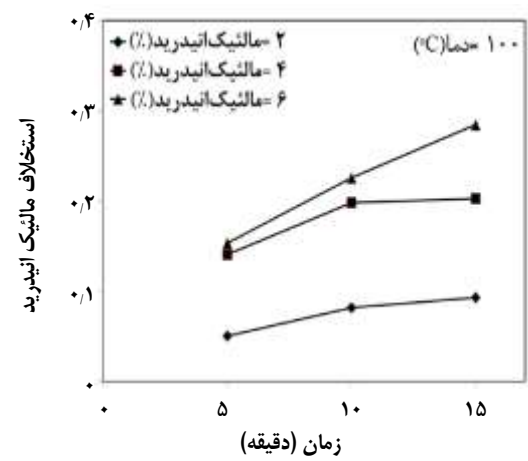 ۰/۴
۲ =مالئیک‌انیدرید(٪)
۱۰۰ =دما(°C)
۴ =مالئیک‌انیدرید(٪)
۶ =مالئیک‌انیدرید(٪)
۰/۳
۰/۲
۰/۱
۰
استخلاف مالئیک انیدرید
۰ ۵ ۱۰ ۱۵
زمان (دقیقه)